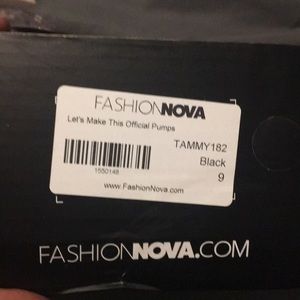 FASHIONNOVA
Let's Make This Official Pumps
TAMMY182
Black
9
1550148
www.FashionNova.com
FASHIONNOVA.COM